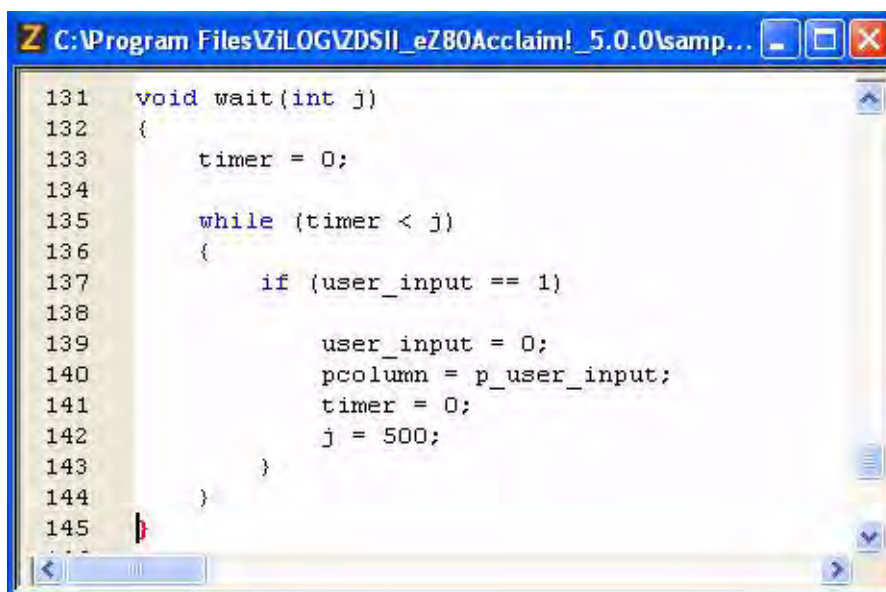 Z C:\Program Files\ZiLOG\ZDSII_eZ80Acclaim!_5.0.0\samp...
131 void wait(int j)
132 {
133     timer = 0;
134
135     while (timer < j)
136     {
137         if (user_input == 1)
138
139             user_input = 0;
140             pcolumn = p_user_input;
141             timer = 0;
142             j = 500;
143         }
144     }
145 }